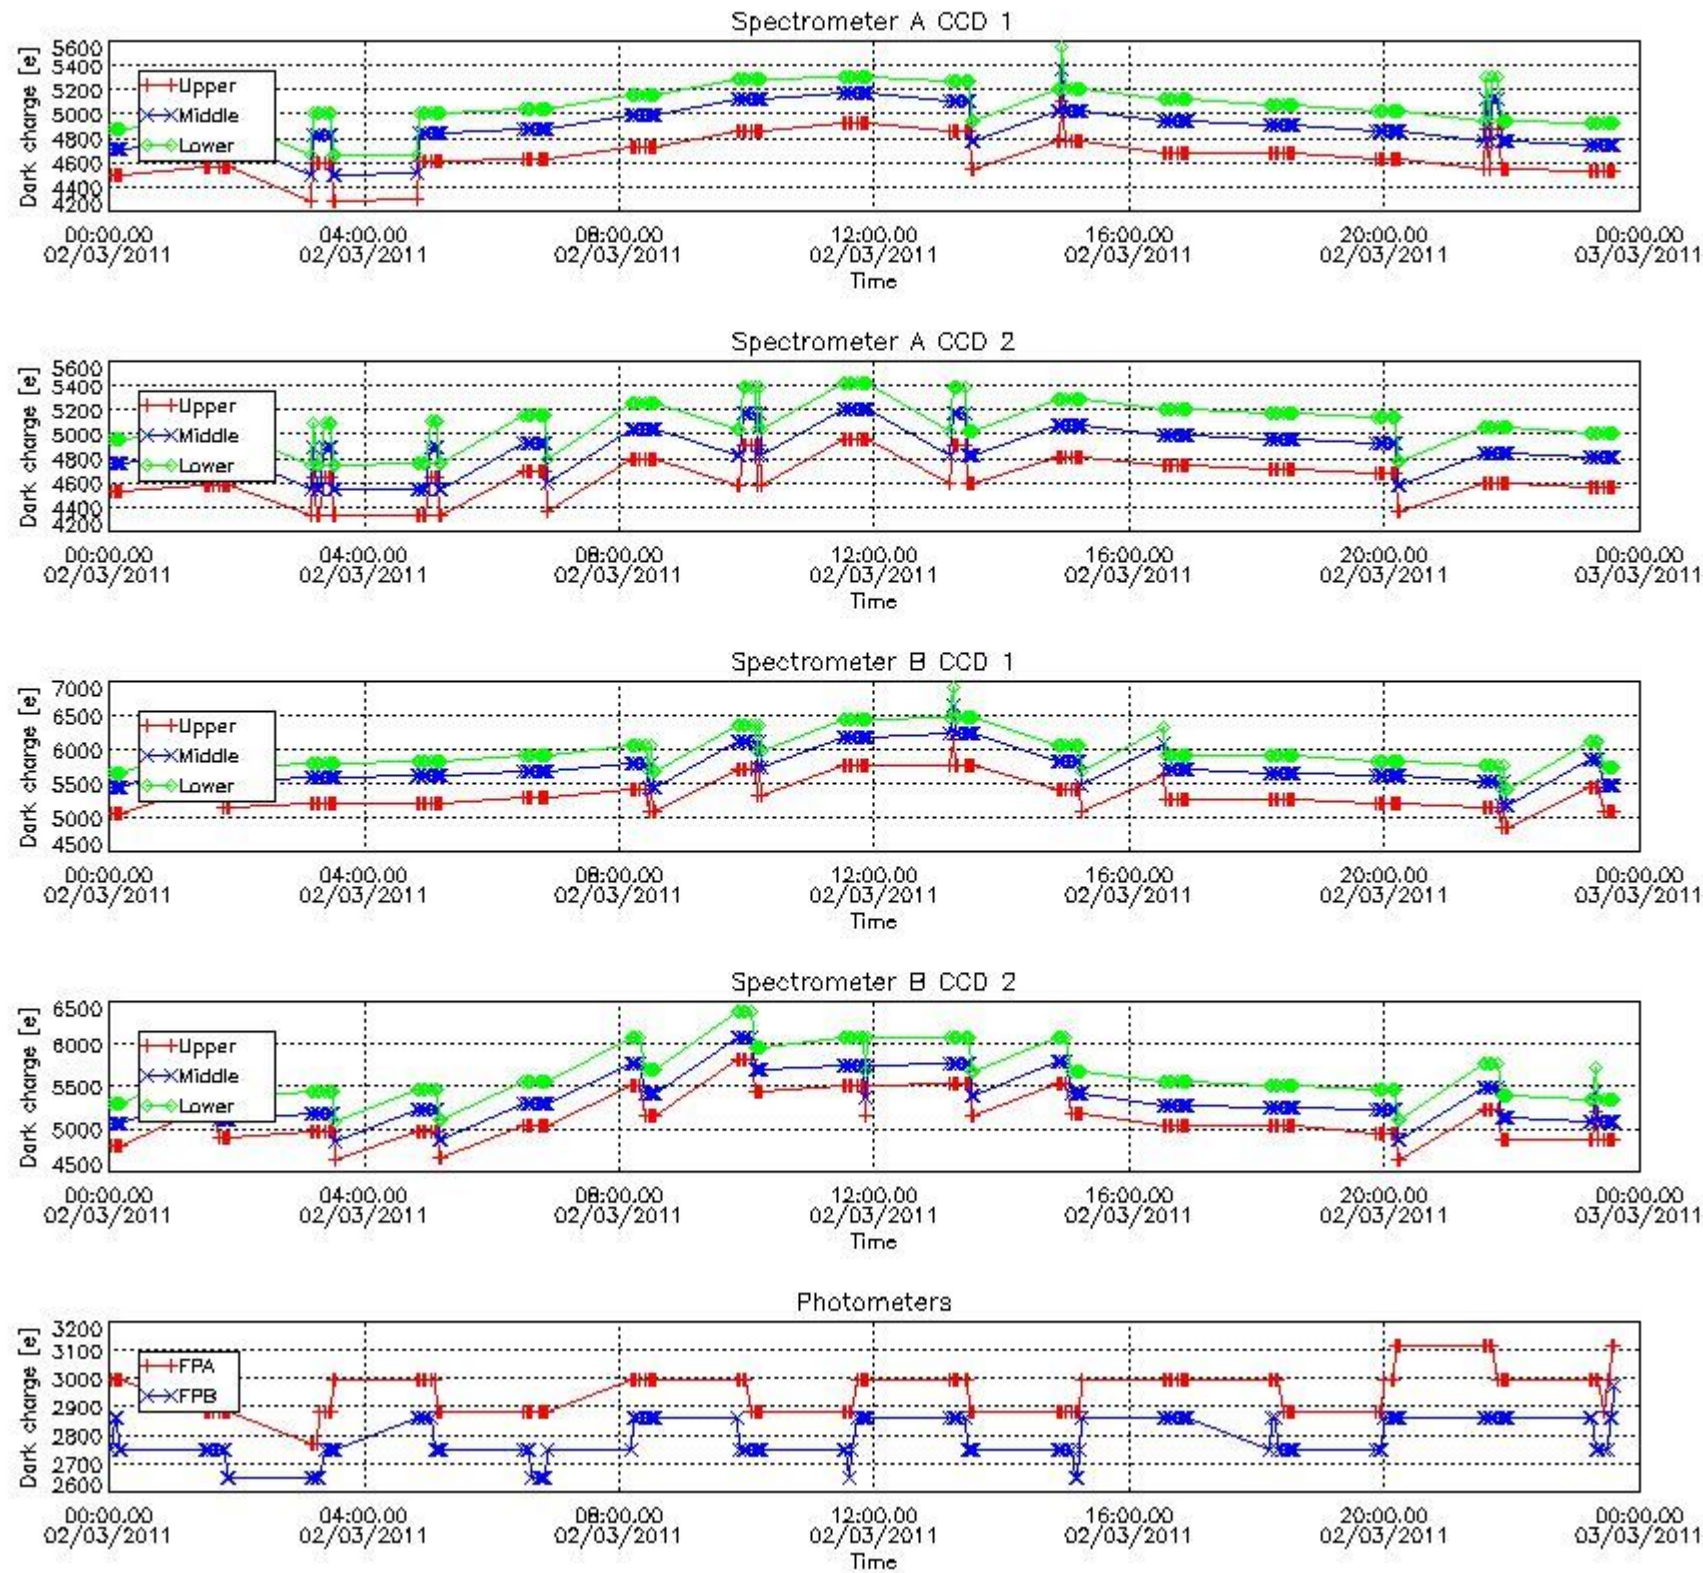 Spectrometer A CCD 1
Dark charge [e]
5600
5400
5200
5000
4800
4600
4400
4200
Upper
Middle
Lower
00:00.00 04:00.00 08:00.00 12:00.00 16:00.00 20:00.00 00:00.00
02/03/2011 02/03/2011 02/03/2011 02/03/2011 02/03/2011 02/03/2011 03/03/2011
Time
Spectrometer A CCD 2
Dark charge [e]
5600
5400
5200
5000
4800
4600
4400
4200
Upper
Middle
Lower
00:00.00 04:00.00 08:00.00 12:00.00 16:00.00 20:00.00 00:00.00
02/03/2011 02/03/2011 02/03/2011 02/03/2011 02/03/2011 02/03/2011 03/03/2011
Time
Spectrometer B CCD 1
Dark charge [e]
7000
6500
6000
5500
5000
4500
Upper
Middle
Lower
00:00.00 04:00.00 08:00.00 12:00.00 16:00.00 20:00.00 00:00.00
02/03/2011 02/03/2011 02/03/2011 02/03/2011 02/03/2011 02/03/2011 03/03/2011
Time
Spectrometer B CCD 2
Dark charge [e]
6500
6000
5500
5000
4500
Upper
Middle
Lower
00:00.00 04:00.00 08:00.00 12:00.00 16:00.00 20:00.00 00:00.00
02/03/2011 02/03/2011 02/03/2011 02/03/2011 02/03/2011 02/03/2011 03/03/2011
Time
Photometers
Dark charge [e]
3200
3100
3000
2900
2800
2700
2600
FPA
FPB
00:00.00 04:00.00 08:00.00 12:00.00 16:00.00 20:00.00 00:00.00
02/03/2011 02/03/2011 02/03/2011 02/03/2011 02/03/2011 02/03/2011 03/03/2011
Time